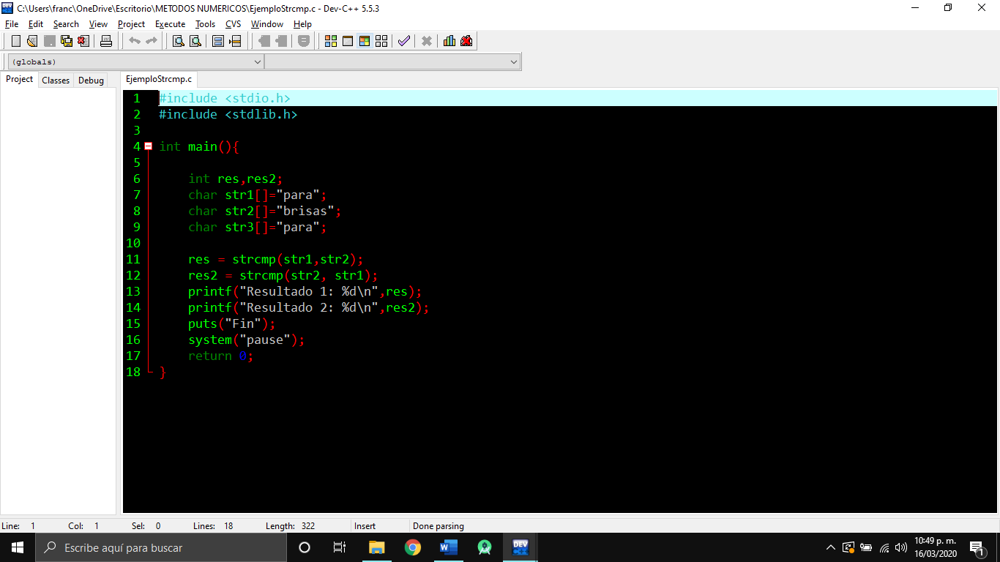 C:\Users\franc\OneDrive\Escritorio\METODOS NUMERICOS\EjemploStrcmp.c - Dev-C++ 5.5.3
File Edit Search View Project Execute Tools CVS Window Help
(globals)
Project Classes Debug EjemploStrcmp.c
1 #include <stdio.h>
2 #include <stdlib.h>
3
4 int main(){
5
6 int res,res2;
7 char str1[]="para";
8 char str2[]="brisas";
9 char str3[]="para";
10
11 res = strcmp(str1,str2);
12 res2 = strcmp(str2, str1);
13 printf("Resultado 1: %d\n",res);
14 printf("Resultado 2: %d\n",res2);
15 puts("Fin");
16 system("pause");
17 return 0;
18 }
Line: 1 Col: 1 Sel: 0 Lines: 18 Length: 322 Insert Done parsing
Escribe aquí para buscar
DEV
10:49 p. m.
16/03/2020
1